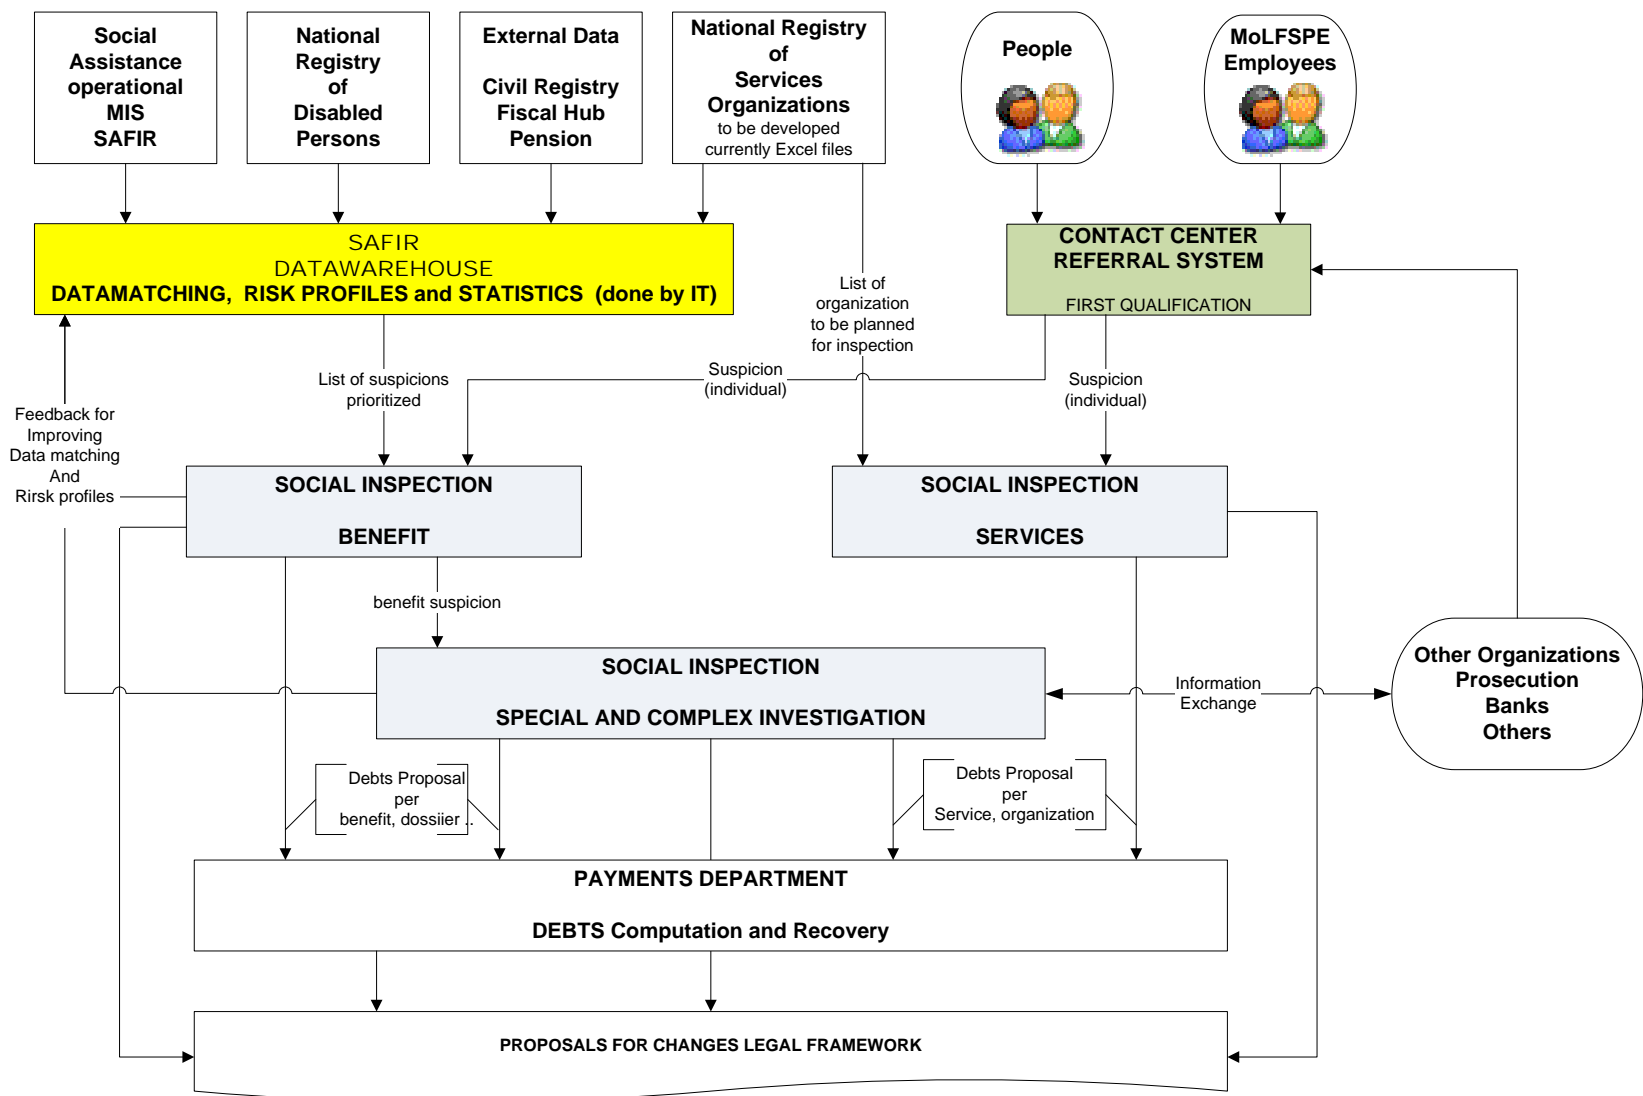 Social
Assistance
operational
MIS
SAFIR
National
Registry
of
Disabled
Persons
External Data
Civil Registry
Fiscal Hub
Pension
National Registry
of
Services
Organizations
to be developed
currently Excel files
People
MoLFSPE
Employees
SAFIR
DATAWAREHOUSE
DATAMATCHING, RISK PROFILES and STATISTICS (done by IT)
CONTACT CENTER
REFERRAL SYSTEM
FIRST QUALIFICATION
List of
organization
to be planned
for inspection
List of suspicions
prioritized
Suspicion
(individual)
Suspicion
(individual)
Feedback for
Improving
Data matching
And
Rirsk profiles
SOCIAL INSPECTION
BENEFIT
SOCIAL INSPECTION
SERVICES
benefit suspicion
SOCIAL INSPECTION
SPECIAL AND COMPLEX INVESTIGATION
Information
Exchange
Other Organizations
Prosecution
Banks
Others
Debts Proposal
per
benefit, dossiier ..
Debts Proposal
per
Service, organization
PAYMENTS DEPARTMENT
DEBTS Computation and Recovery
PROPOSALS FOR CHANGES LEGAL FRAMEWORK